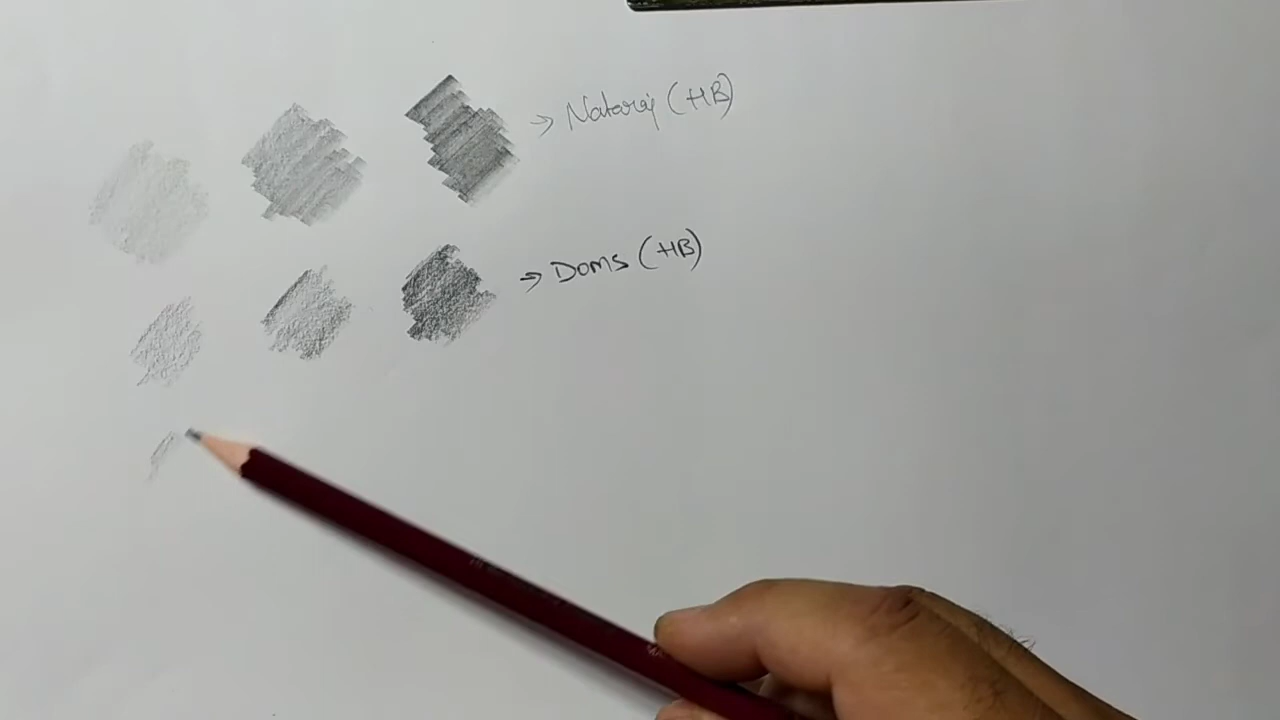 → Nataraj (HB)
→ Doms (HB)